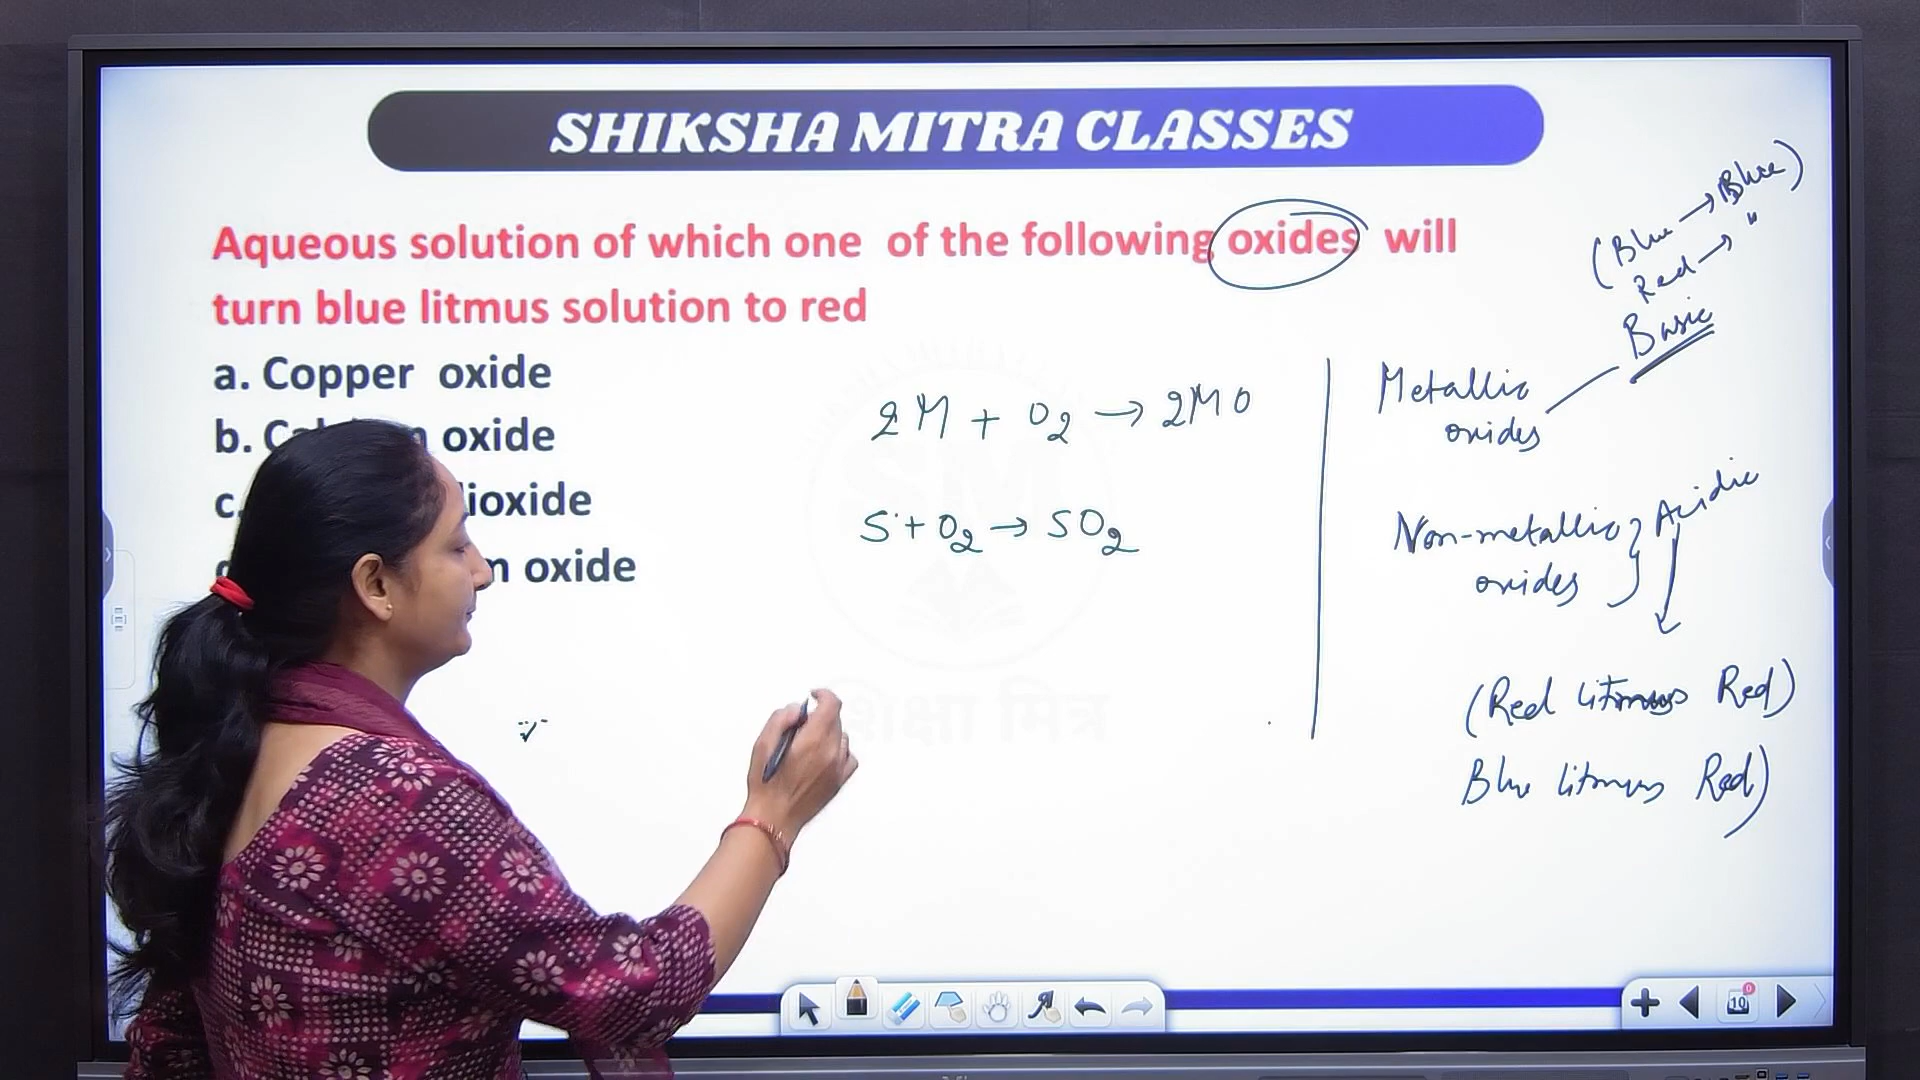 SHIKSHA MITRA CLASSES
Aqueous solution of which one of the following oxides will
turn blue litmus solution to red
a. Copper oxide
b. oxide
c.
oxide
2M + O2 → 2MO
S + O2 → SO2
(Blue → Blue)
Red → "
Basic
Metallic
oxides
Non-metallic } Acidic
oxides
(Red litmus Red)
Blue litmus Red)
SM
शिक्षा मित्र
10